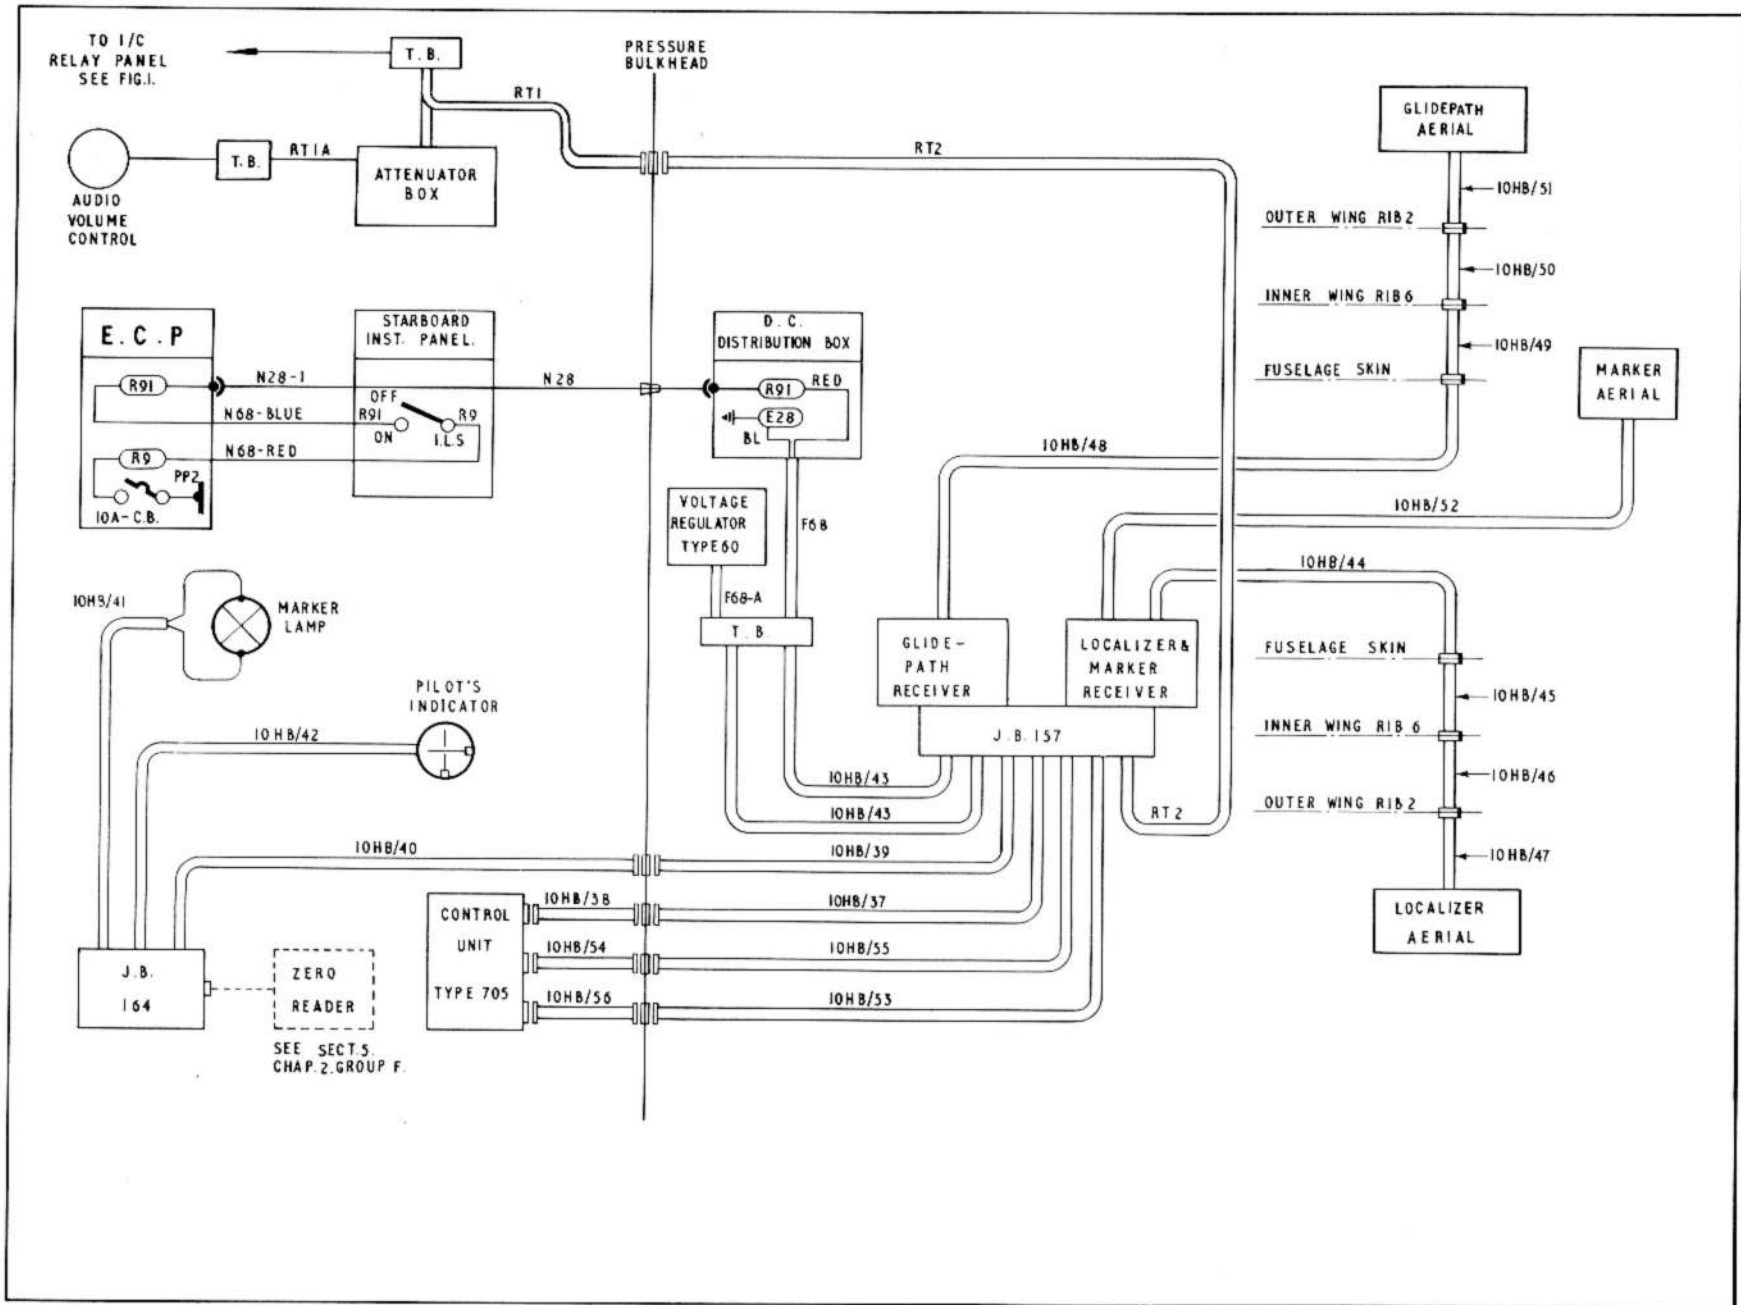 TO I/C
RELAY PANEL
SEE FIG.1.
T.B.
PRESSURE
BULKHEAD
RT1
AUDIO
VOLUME
CONTROL
T.B.
RT1A
ATTENUATOR
BOX
RT2
GLIDEPATH
AERIAL
10HB/51
OUTER WING RIB 2
10HB/50
INNER WING RIB 6
10HB/49
FUSELAGE SKIN
MARKER
AERIAL
E.C.P
R91
N28-1
N68-BLUE
R9
N68-RED
PP2
10A-C.B.
STARBOARD
INST. PANEL.
OFF
R91
R9
ON
I.L.S
N28
D.C.
DISTRIBUTION BOX
R91
RED
E28
BL
VOLTAGE
REGULATOR
TYPE 60
F68
F68-A
T.B.
10HB/48
10HB/52
10HB/44
GLIDE-
PATH
RECEIVER
LOCALIZER &
MARKER
RECEIVER
J.B. 157
FUSELAGE SKIN
10HB/45
INNER WING RIB 6
10HB/46
OUTER WING RIB 2
10HB/47
LOCALIZER
AERIAL
10HB/41
MARKER
LAMP
PILOT'S
INDICATOR
10HB/42
10HB/43
10HB/43
RT2
10HB/40
10HB/39
CONTROL
UNIT
TYPE 705
10HB/38
10HB/37
10HB/54
10HB/55
10HB/56
10HB/53
J.B.
164
ZERO
READER
SEE SECT.5.
CHAP.2.GROUP F.